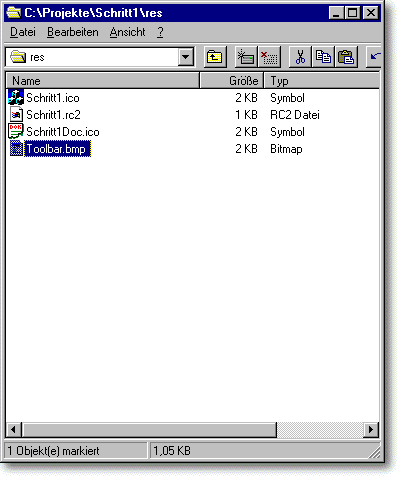 C:\Projekte\Schritt1\res
Datei Bearbeiten Ansicht ?
res
Name Größe Typ
Schritt1.ico 2 KB Symbol
Schritt1.rc2 1 KB RC2 Datei
Schritt1Doc.ico 2 KB Symbol
Toolbar.bmp 2 KB Bitmap
1 Objekt(e) markiert 1,05 KB